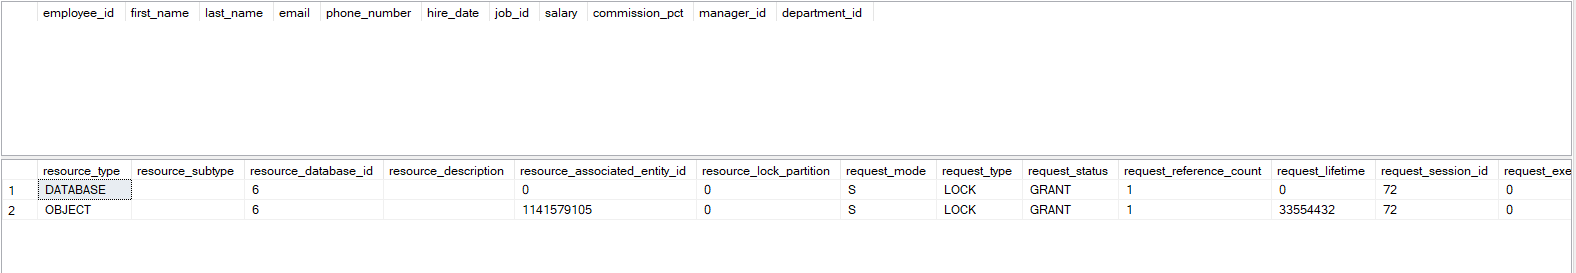 employee_id first_name last_name email phone_number hire_date job_id salary commission_pct manager_id department_id
resource_type resource_subtype resource_database_id resource_description resource_associated_entity_id resource_lock_partition request_mode request_type request_status request_reference_count request_lifetime request_session_id request_exe
1 DATABASE 6 0 0 S LOCK GRANT 1 0 72 0
2 OBJECT 6 1141579105 0 S LOCK GRANT 1 33554432 72 0